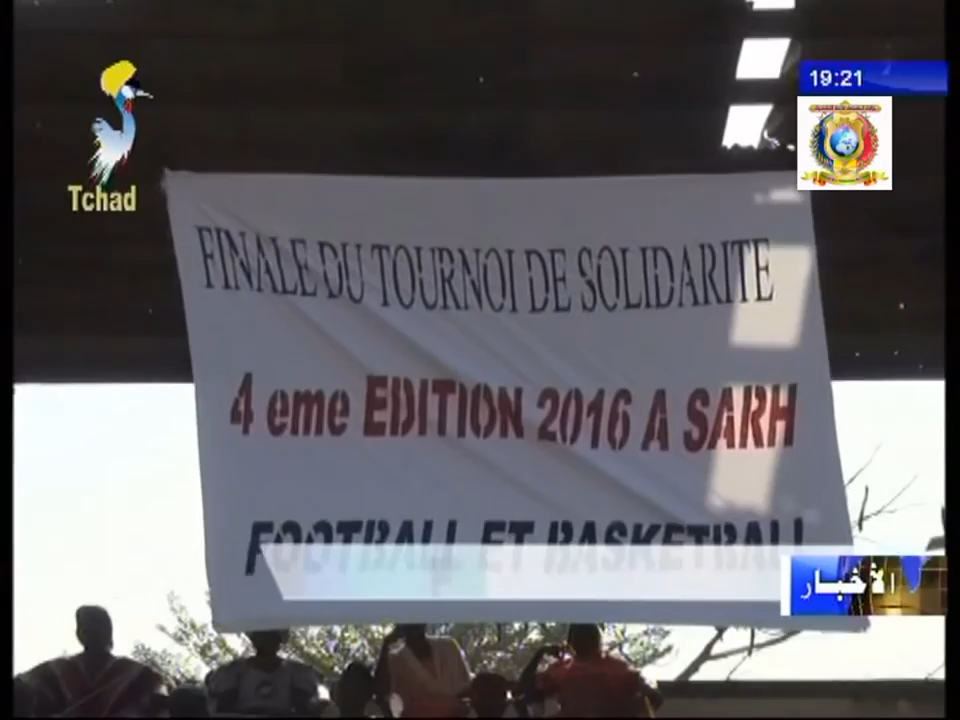 19:21
Tchad
FINALE DU TOURNOI DE SOLIDARITE
4 eme EDITION 2016 A SARH
FOOTBALL ET BASKETBALL
الأخبار